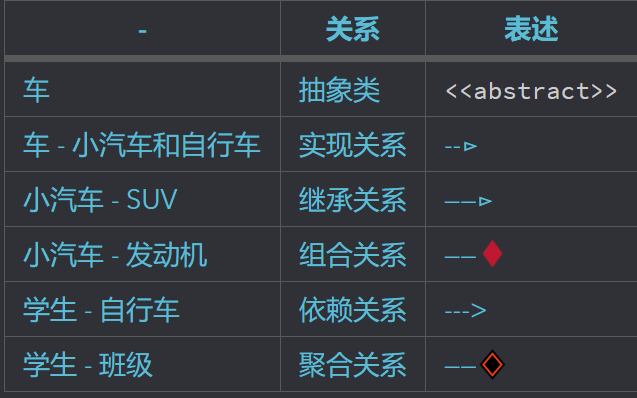 - 关系 表述
车 抽象类 <<abstract>>
车 - 小汽车和自行车 实现关系 --▹
小汽车 - SUV 继承关系 ——▹
小汽车 - 发动机 组合关系 ——♦
学生 - 自行车 依赖关系 --->
学生 - 班级 聚合关系 ——◇